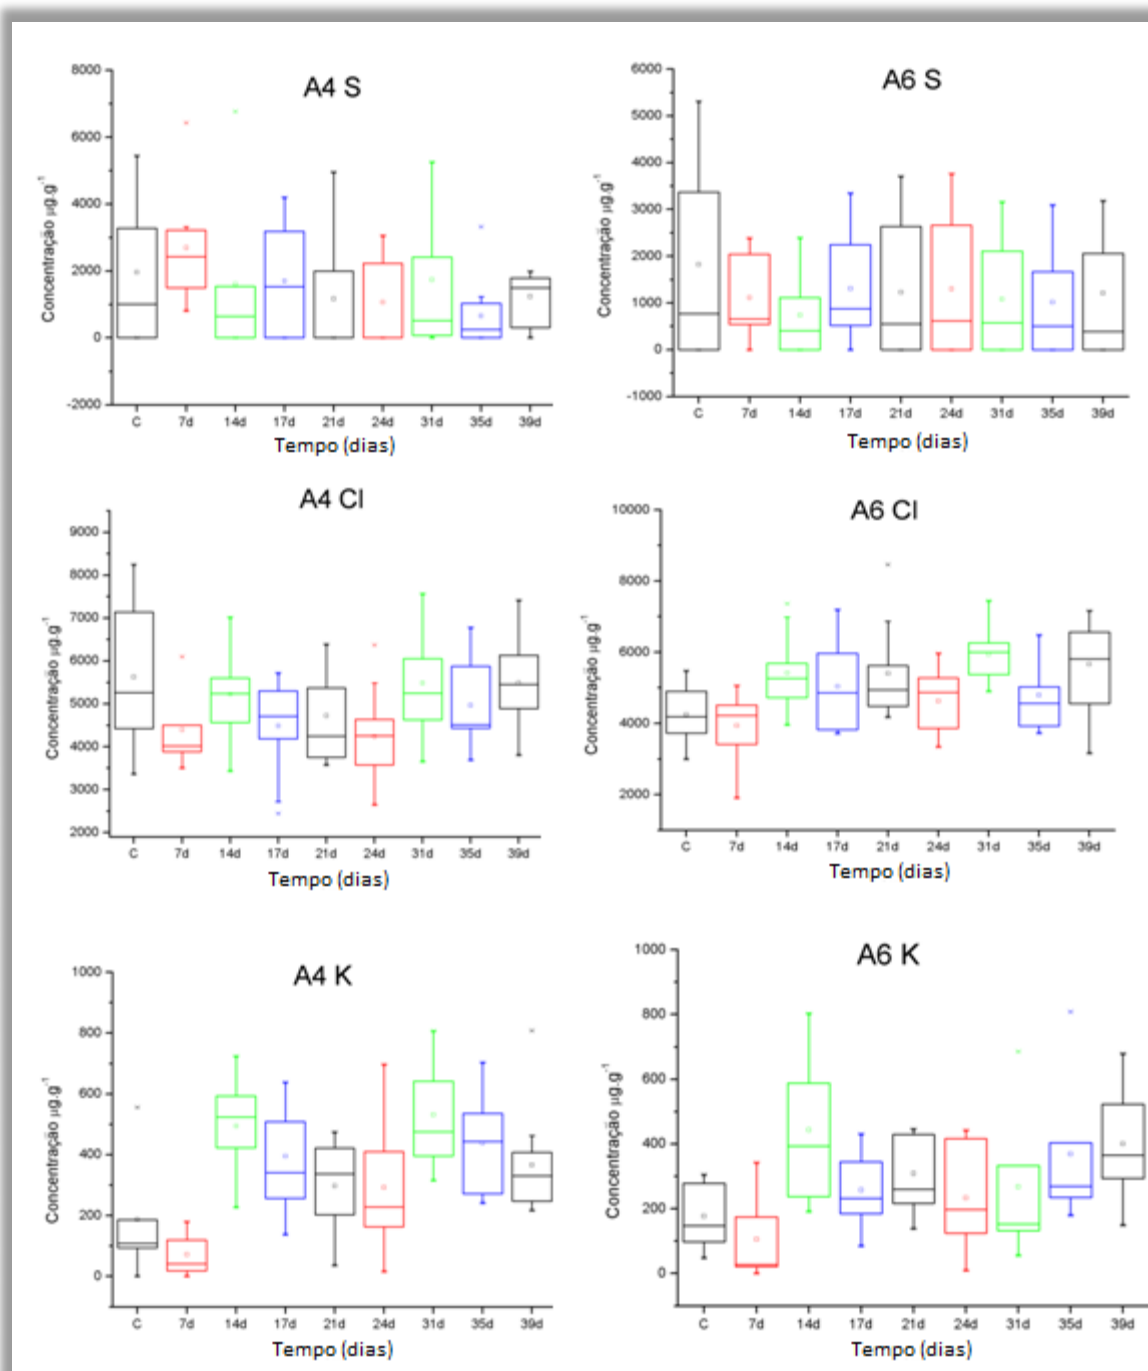 A4 S
8000
6000
4000
2000
0
-2000
Concentração µg.g⁻¹
C 7d 14d 17d 21d 24d 31d 35d 39d
Tempo (dias)
A6 S
6000
5000
4000
3000
2000
1000
0
-1000
Concentração µg.g⁻¹
C 7d 14d 17d 21d 24d 31d 35d 39d
Tempo (dias)
A4 Cl
9000
8000
7000
6000
5000
4000
3000
2000
Concentração µg.g⁻¹
C 7d 14d 17d 21d 24d 31d 35d 39d
Tempo (dias)
A6 Cl
10000
8000
6000
4000
2000
Concentração µg.g⁻¹
C 7d 14d 17d 21d 24d 31d 35d 39d
Tempo (dias)
A4 K
1000
800
600
400
200
0
Concentração µg.g⁻¹
C 7d 14d 17d 21d 24d 31d 35d 39d
Tempo (dias)
A6 K
1000
800
600
400
200
0
Concentração µg.g⁻¹
C 7d 14d 17d 21d 24d 31d 35d 39d
Tempo (dias)